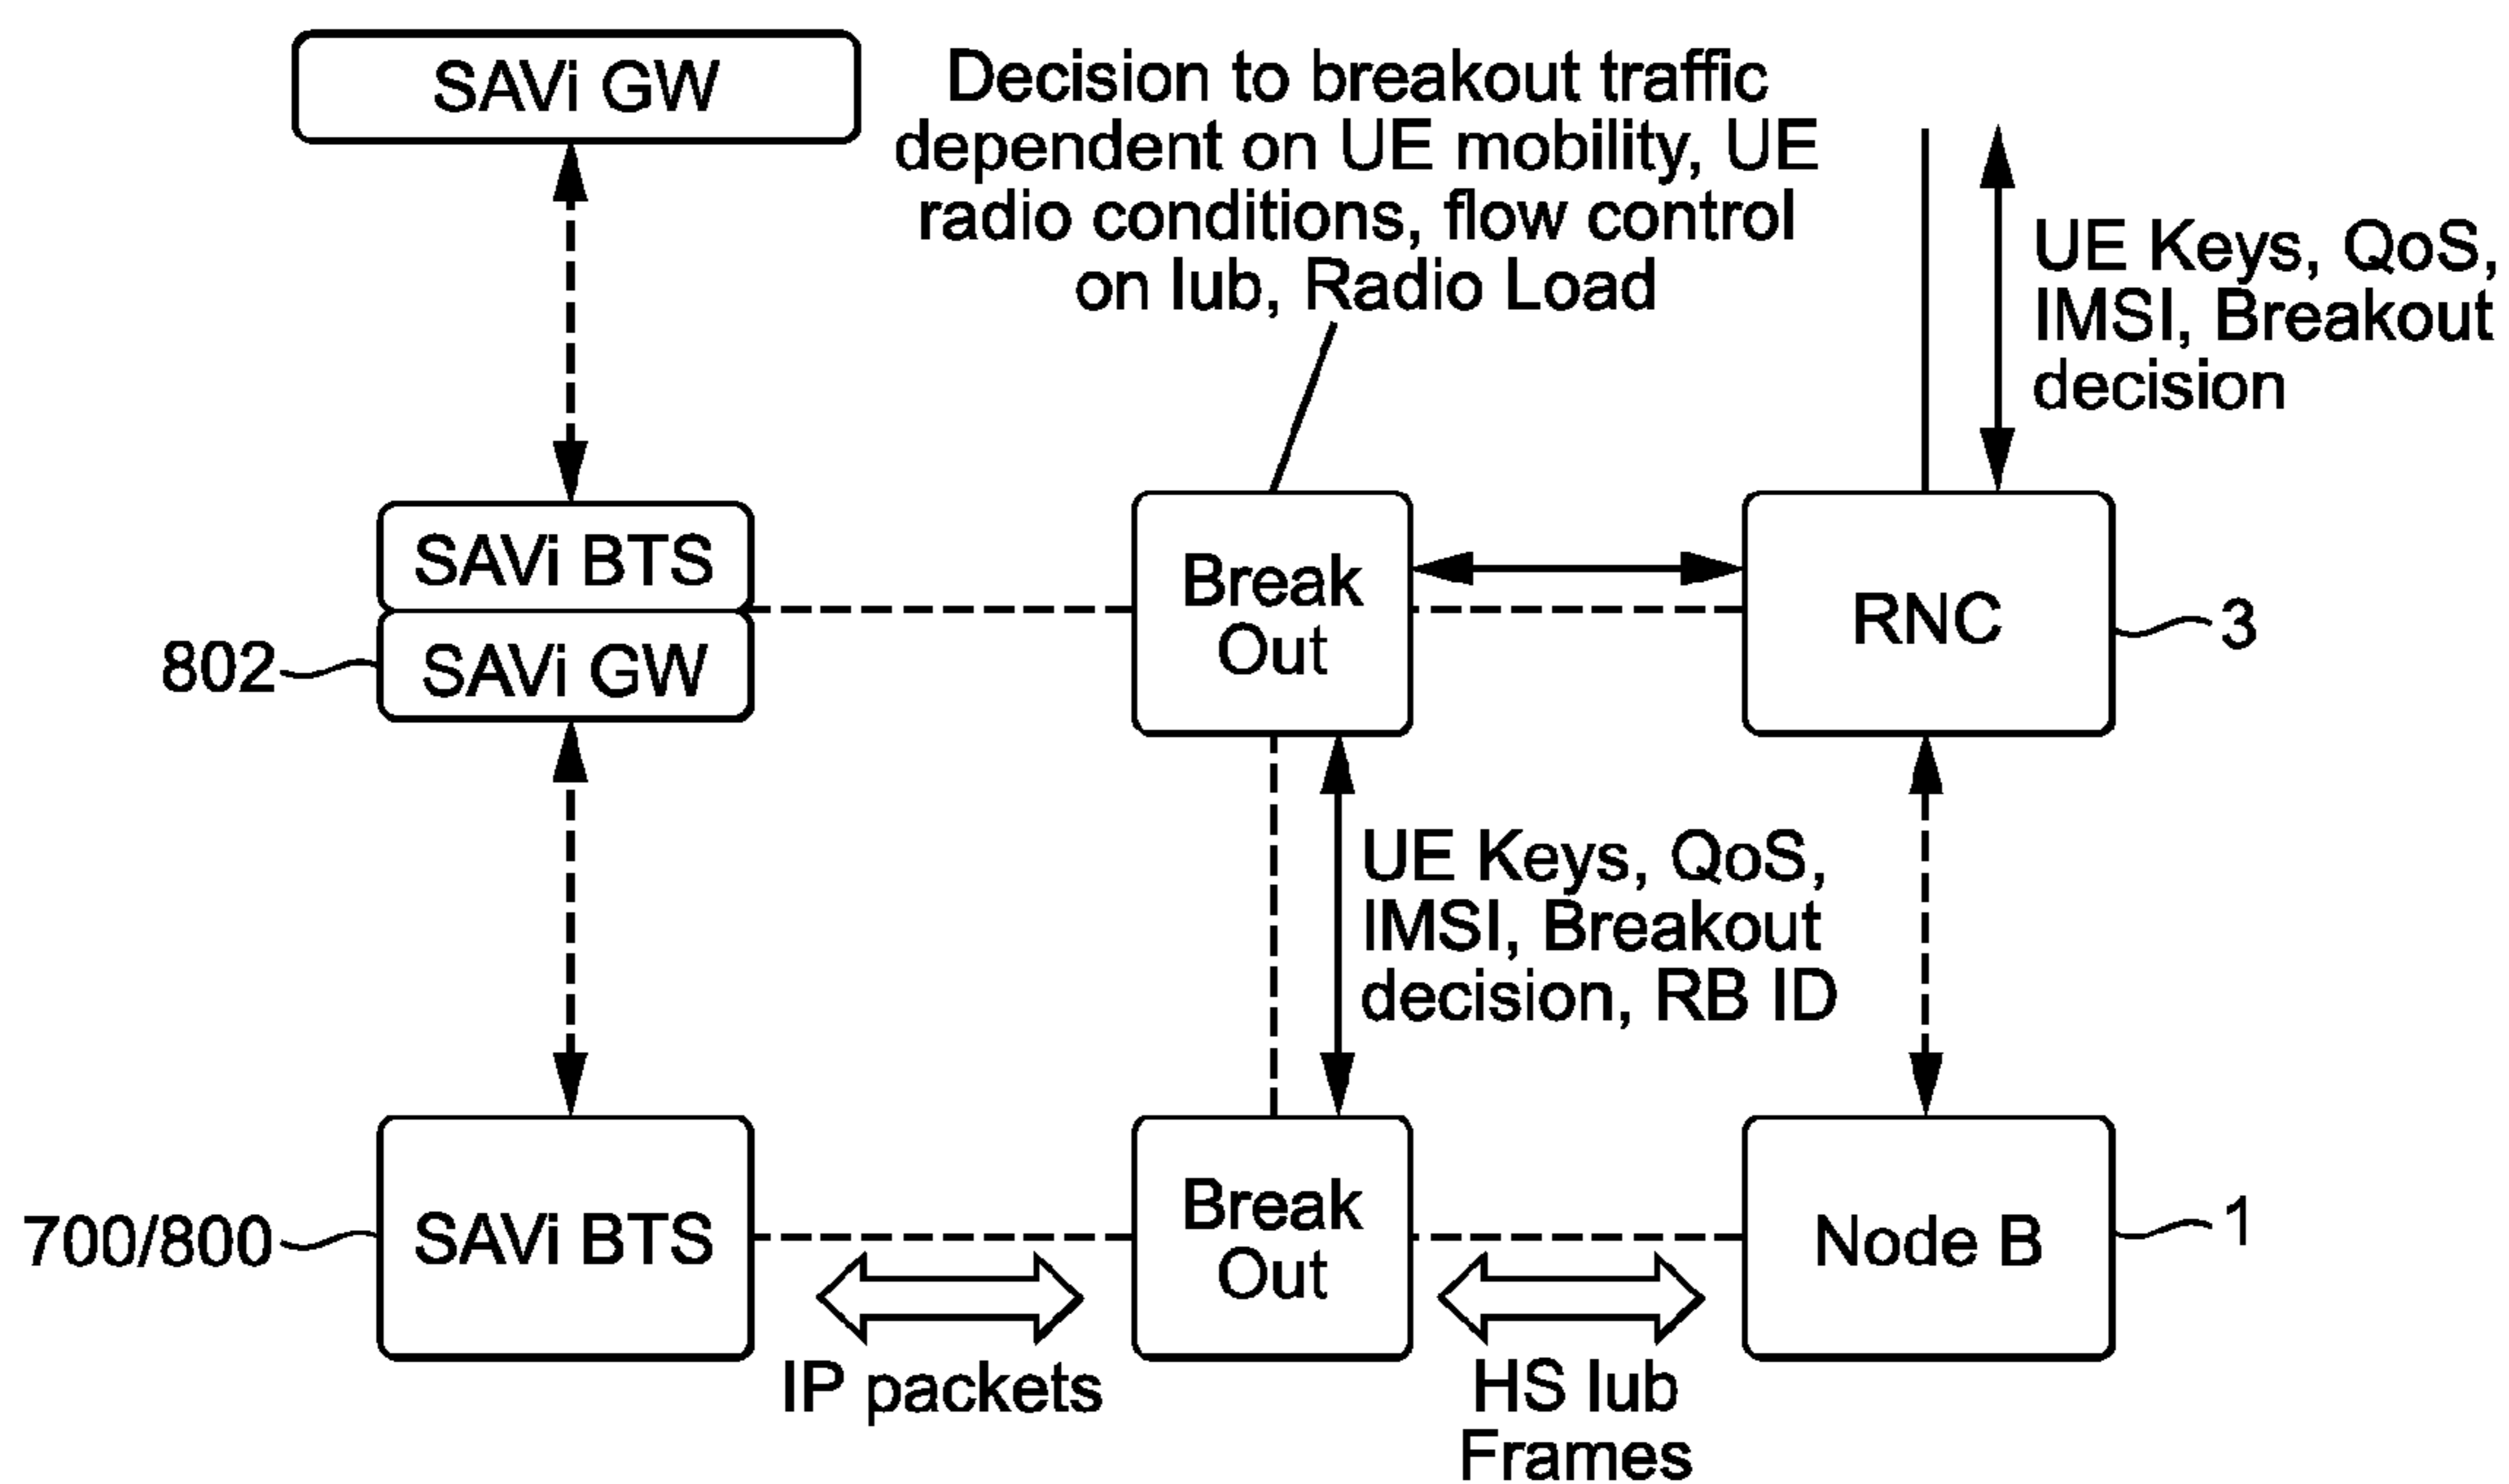 SAVi GW
Decision to breakout traffic
dependent on UE mobility, UE
radio conditions, flow control
on Iub, Radio Load
UE Keys, QoS,
IMSI, Breakout
decision
SAVi BTS
802
SAVi GW
Break
Out
RNC
3
UE Keys, QoS,
IMSI, Breakout
decision, RB ID
700/800
SAVi BTS
Break
Out
Node B
1
IP packets
HS Iub
Frames